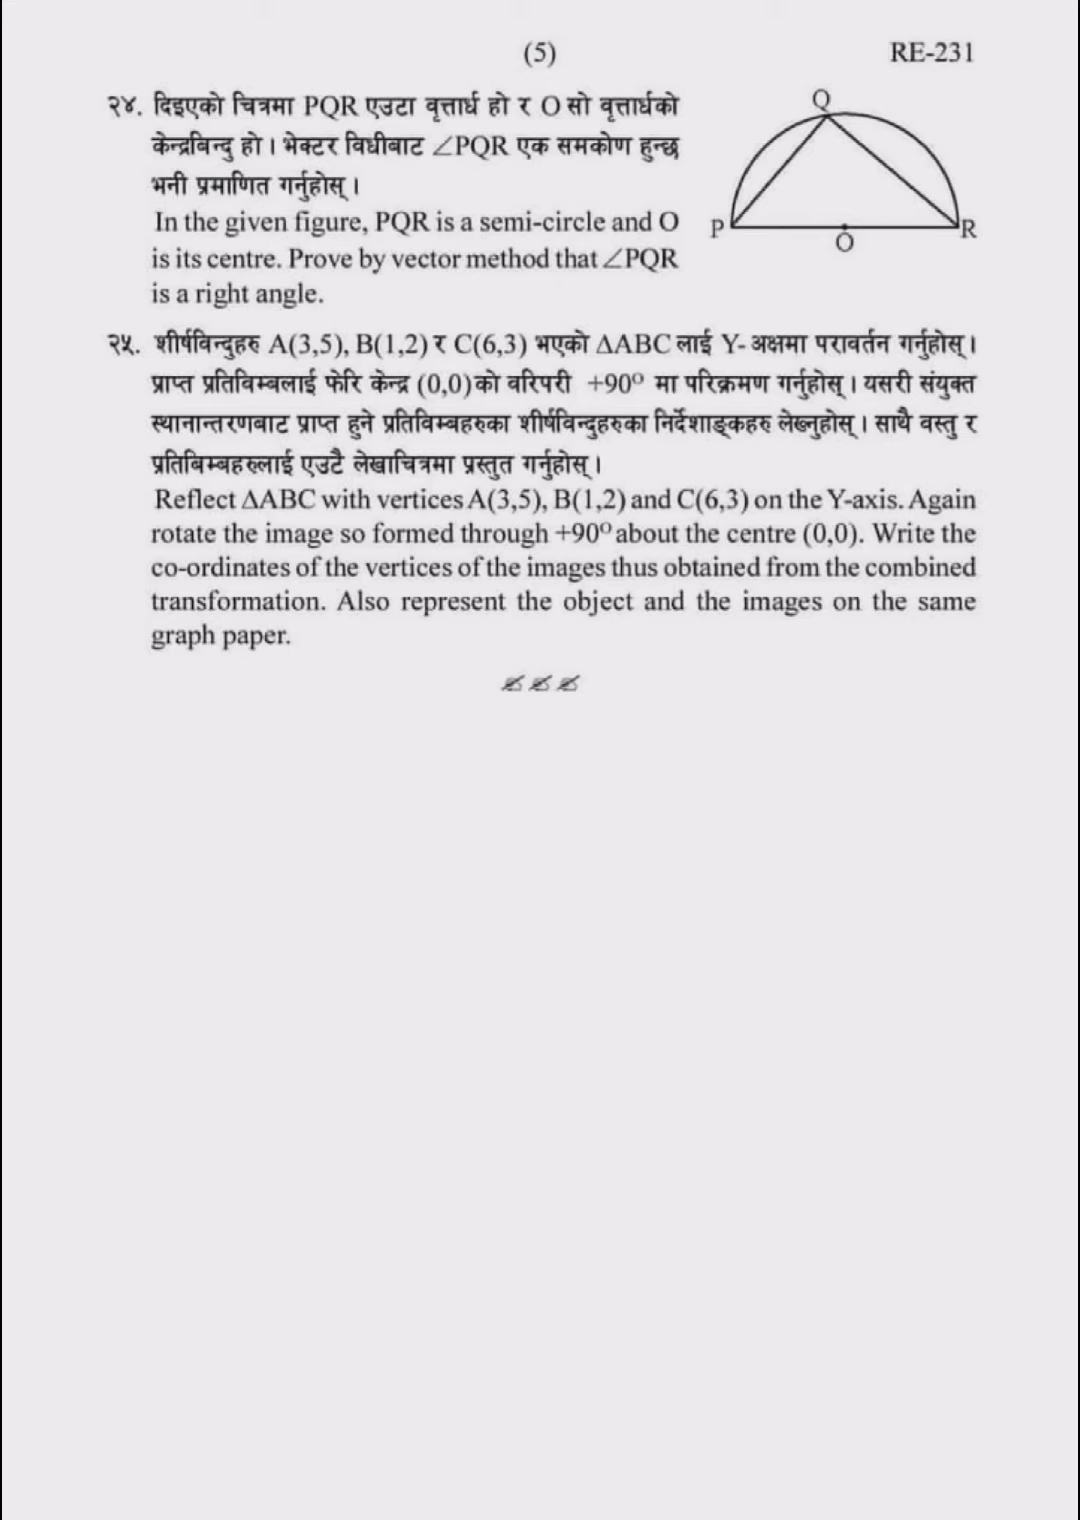 (5)
RE-231
२४. दिइएको चित्रमा PQR एउटा वृत्तार्ध हो र O सो वृत्तार्धको
केन्द्रबिन्दु हो । भेक्टर विधीबाट ∠PQR एक समकोण हुन्छ
भनी प्रमाणित गर्नुहोस् ।
In the given figure, PQR is a semi-circle and O
is its centre. Prove by vector method that ∠PQR
is a right angle.
Q
P
O
R
२५. शीर्षविन्दुहरु A(3,5), B(1,2) र C(6,3) भएको ΔABC लाई Y- अक्षमा परावर्तन गर्नुहोस् ।
प्राप्त प्रतिविम्बलाई फेरि केन्द्र (0,0)को वरिपरी +90⁰ मा परिक्रमण गर्नुहोस् । यसरी संयुक्त
स्थानान्तरणबाट प्राप्त हुने प्रतिविम्बहरुका शीर्षविन्दुहरुका निर्देशाङ्कहरु लेख्नुहोस् । साथै वस्तु र
प्रतिबिम्बहरुलाई एउटै लेखाचित्रमा प्रस्तुत गर्नुहोस् ।
Reflect ΔABC with vertices A(3,5), B(1,2) and C(6,3) on the Y-axis. Again
rotate the image so formed through +90⁰ about the centre (0,0). Write the
co-ordinates of the vertices of the images thus obtained from the combined
transformation. Also represent the object and the images on the same
graph paper.